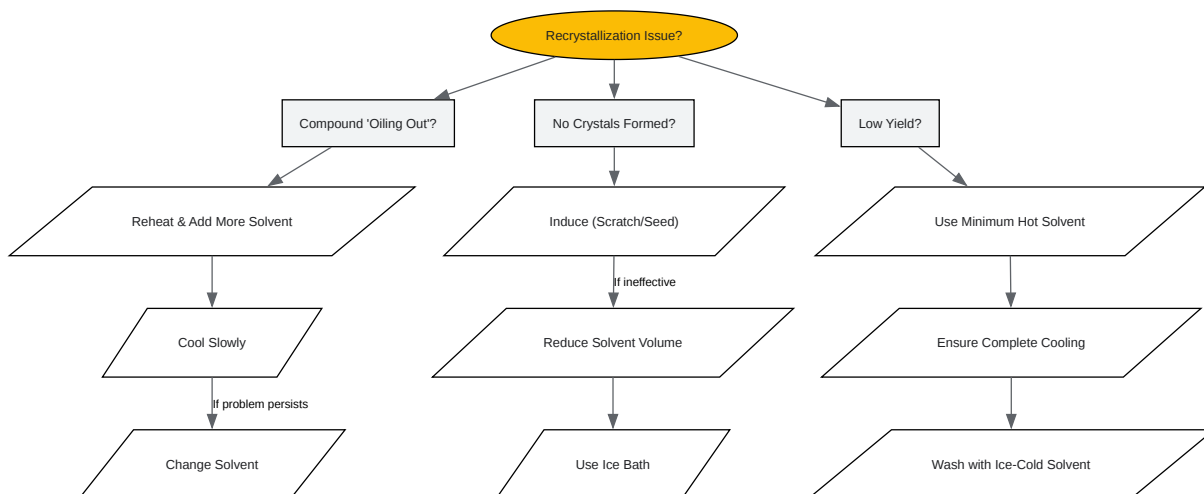 Recrystallization Issue?
Compound 'Oiling Out'?
No Crystals Formed?
Low Yield?
Reheat & Add More Solvent
Induce (Scratch/Seed)
Use Minimum Hot Solvent
If ineffective
Cool Slowly
Reduce Solvent Volume
Ensure Complete Cooling
If problem persists
Change Solvent
Use Ice Bath
Wash with Ice-Cold Solvent